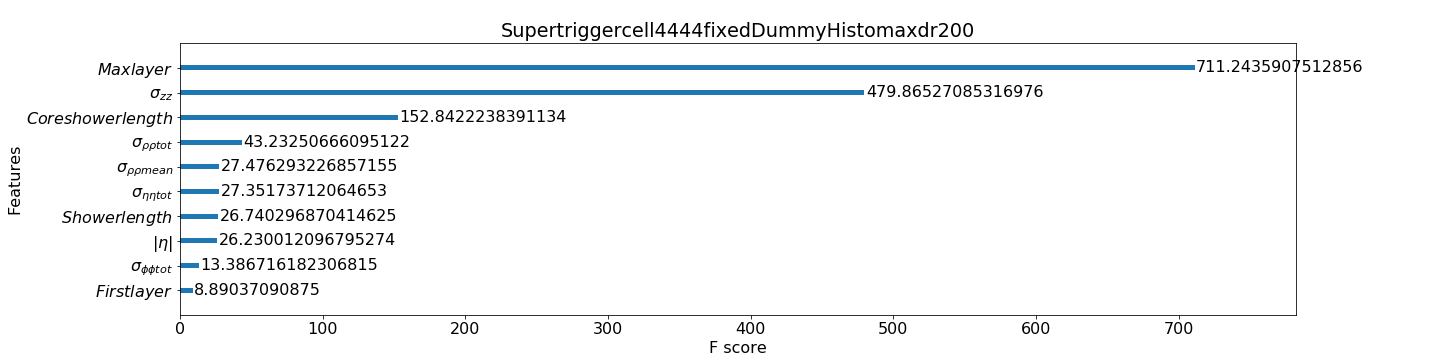 Supertriggercell4444fixedDummyHistomaxdr200
Maxlayer 711.2435907512856
σzz 479.86527085316976
Coreshowerlength 152.8422238391134
σρρtot 43.23250666095122
σρρmean 27.476293226857155
σηηtot 27.35173712064653
Showerlength 26.740296870414625
|η| 26.230012096795274
σϕϕtot 13.386716182306815
Firstlayer 8.89037090875
Features
0 100 200 300 400 500 600 700
F score